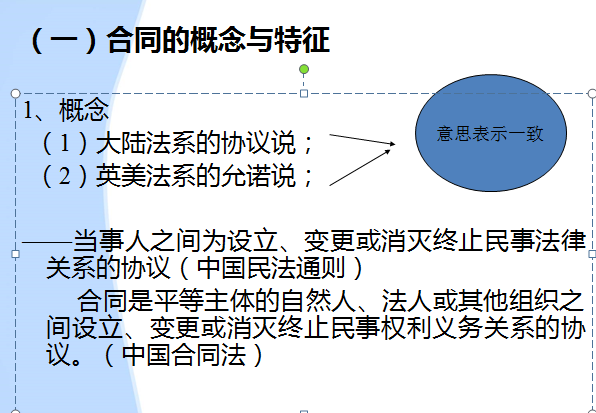 （一）合同的概念与特征
1、概念
（1）大陆法系的协议说；
（2）英美法系的允诺说；
意思表示一致
——当事人之间为设立、变更或消灭终止民事法律
关系的协议（中国民法通则）
合同是平等主体的自然人、法人或其他组织之
间设立、变更或消灭终止民事权利义务关系的协
议。（中国合同法）